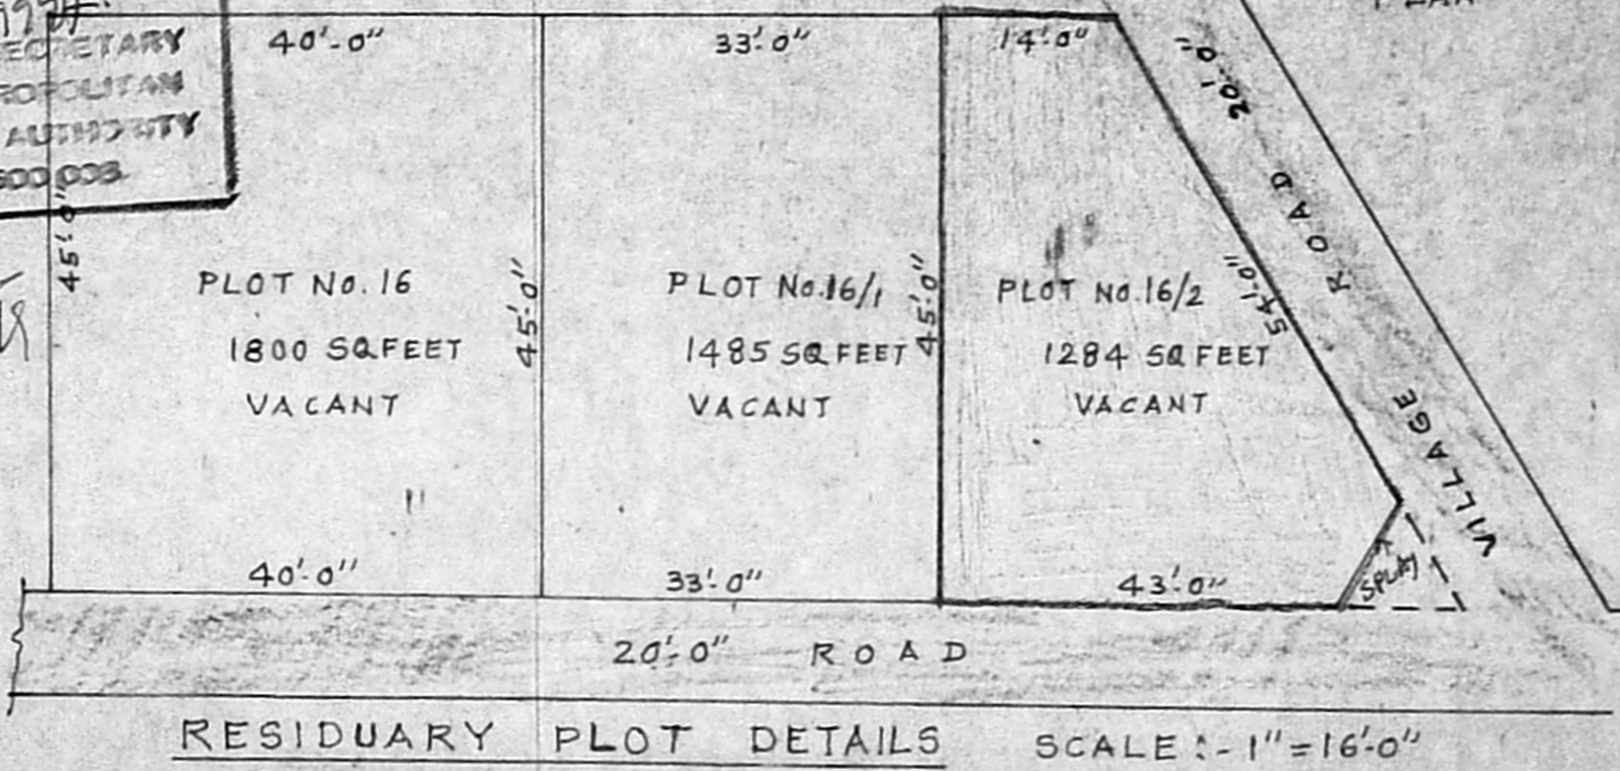 SECRETARY
AUTHORITY
PLAN
40'-0"
33'-0"
14'-0"
45'-0"
45'-0"
45'-0"
54'-0"
20'-0"
VILLAGE ROAD
PLOT No. 16
1800 SQ FEET
VACANT
PLOT No.16/1
1485 SQ FEET
VACANT
PLOT No.16/2
1284 SQ FEET
VACANT
40'-0"
33'-0"
43'-0"
SPLAY
20'-0" ROAD
RESIDUARY PLOT DETAILS
SCALE:- 1"=16'-0"